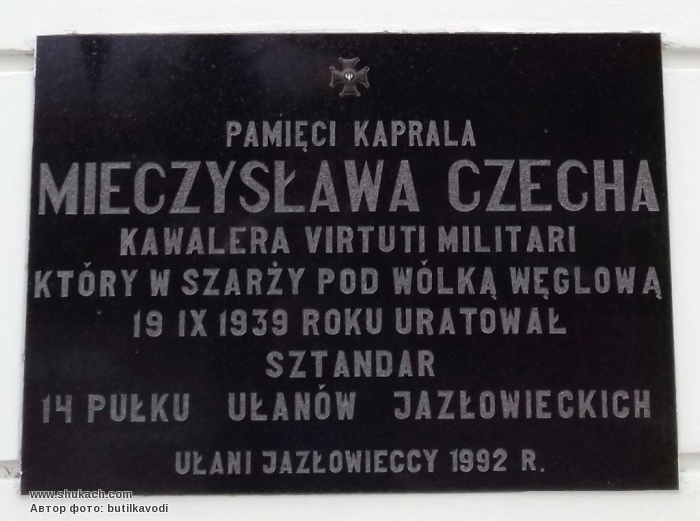 PAMIĘCI KAPRALA
MIECZYSŁAWA CZECHA
KAWALERA VIRTUTI MILITARI
KTÓRY W SZARŻY POD WÓLKĄ WĘGLOWĄ
19 IX 1939 ROKU URATOWAŁ
SZTANDAR
14 PUŁKU UŁANÓW JAZŁOWIECKICH
UŁANI JAZŁOWIECCY 1992 R.
www.shukach.com
Автор фото: butilkavodi